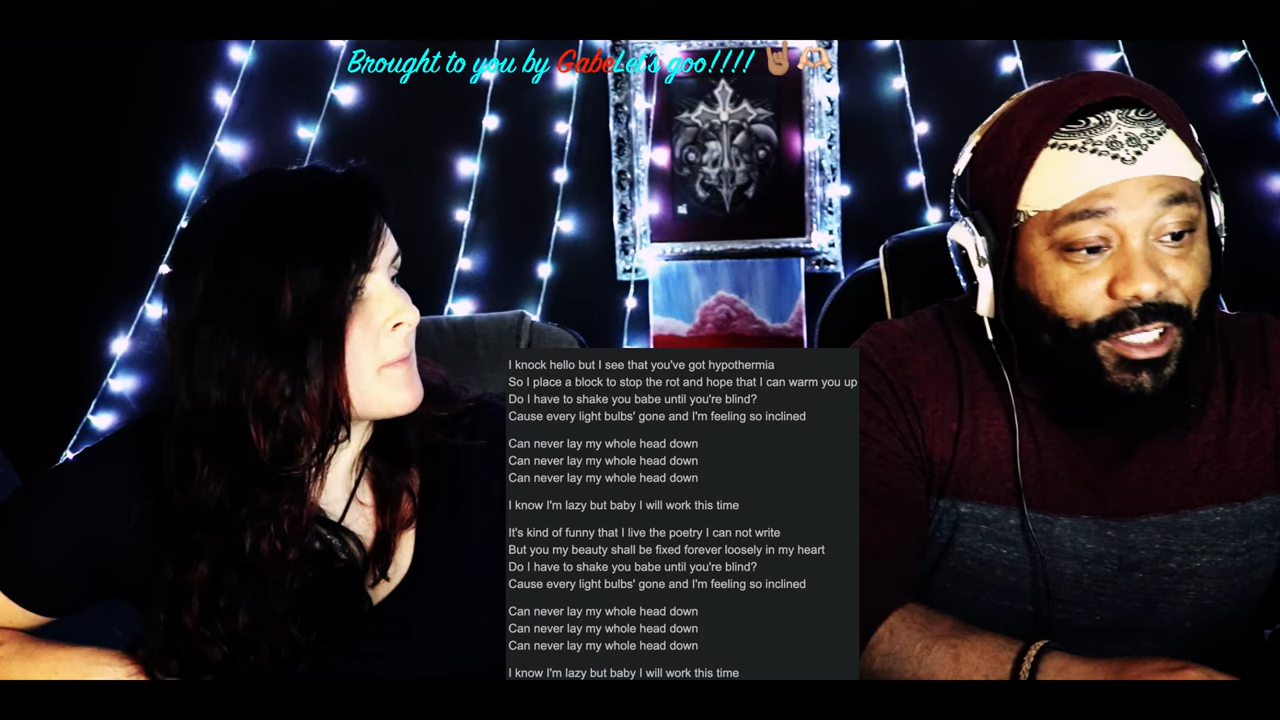 Brought to you by GabeLet's goo!!!! 🤘🏽🫶🏽
I knock hello but I see that you've got hypothermia
So I place a block to stop the rot and hope that I can warm you up
Do I have to shake you babe until you're blind?
Cause every light bulbs' gone and I'm feeling so inclined
Can never lay my whole head down
Can never lay my whole head down
Can never lay my whole head down
I know I'm lazy but baby I will work this time
It's kind of funny that I live the poetry I can not write
But you my beauty shall be fixed forever loosely in my heart
Do I have to shake you babe until you're blind?
Cause every light bulbs' gone and I'm feeling so inclined
Can never lay my whole head down
Can never lay my whole head down
Can never lay my whole head down
I know I'm lazy but baby I will work this time